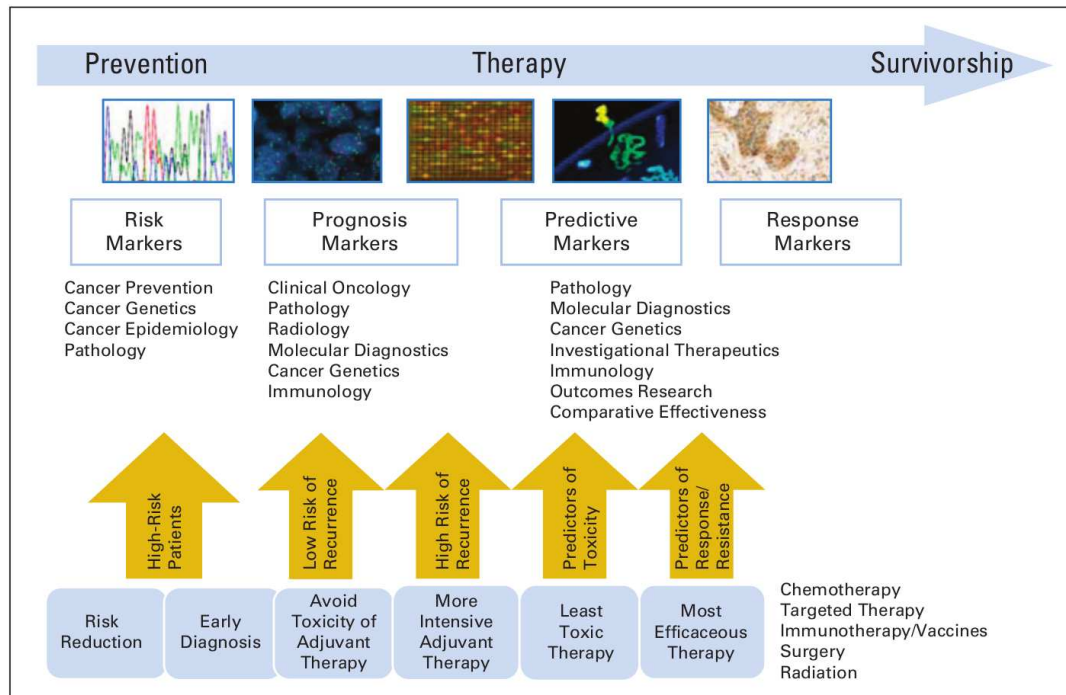 Prevention
Therapy
Survivorship
Risk
Markers
Prognosis
Markers
Predictive
Markers
Response
Markers
Cancer Prevention
Cancer Genetics
Cancer Epidemiology
Pathology
Clinical Oncology
Pathology
Radiology
Molecular Diagnostics
Cancer Genetics
Immunology
Pathology
Molecular Diagnostics
Cancer Genetics
Investigational Therapeutics
Immunology
Outcomes Research
Comparative Effectiveness
High-Risk
Patients
Low Risk of
Recurrence
High Risk of
Recurrence
Predictors of
Toxicity
Predictors of
Response/
Resistance
Risk
Reduction
Early
Diagnosis
Avoid
Toxicity of
Adjuvant
Therapy
More
Intensive
Adjuvant
Therapy
Least
Toxic
Therapy
Most
Efficaceous
Therapy
Chemotherapy
Targeted Therapy
Immunotherapy/Vaccines
Surgery
Radiation